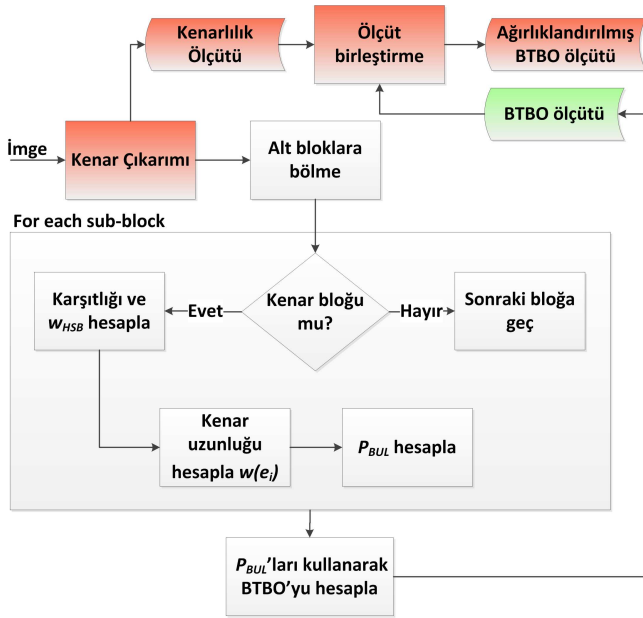 Kenarlılık
Ölçütü
Ölçüt
birleştirme
Ağırlıklandırılmış
BTBO ölçütü
BTBO ölçütü
İmge
Kenar Çıkarımı
Alt bloklara
bölme
For each sub-block
Karşıtlığı ve
wHSB hesapla
Evet
Kenar bloğu
mu?
Hayır
Sonraki bloğa
geç
Kenar
uzunluğu
hesapla w(ei)
PBUL hesapla
PBUL'ları kullanarak
BTBO'yu hesapla